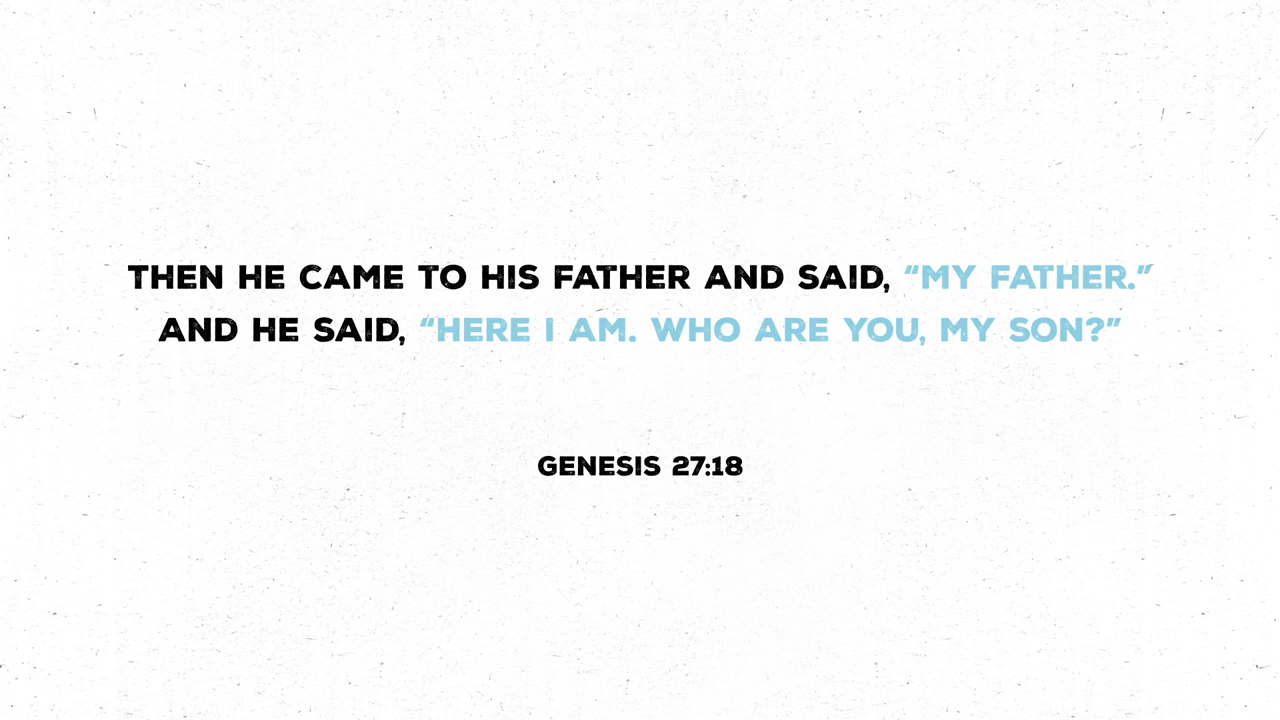 THEN HE CAME TO HIS FATHER AND SAID, “MY FATHER.”
AND HE SAID, “HERE I AM. WHO ARE YOU, MY SON?”
GENESIS 27:18